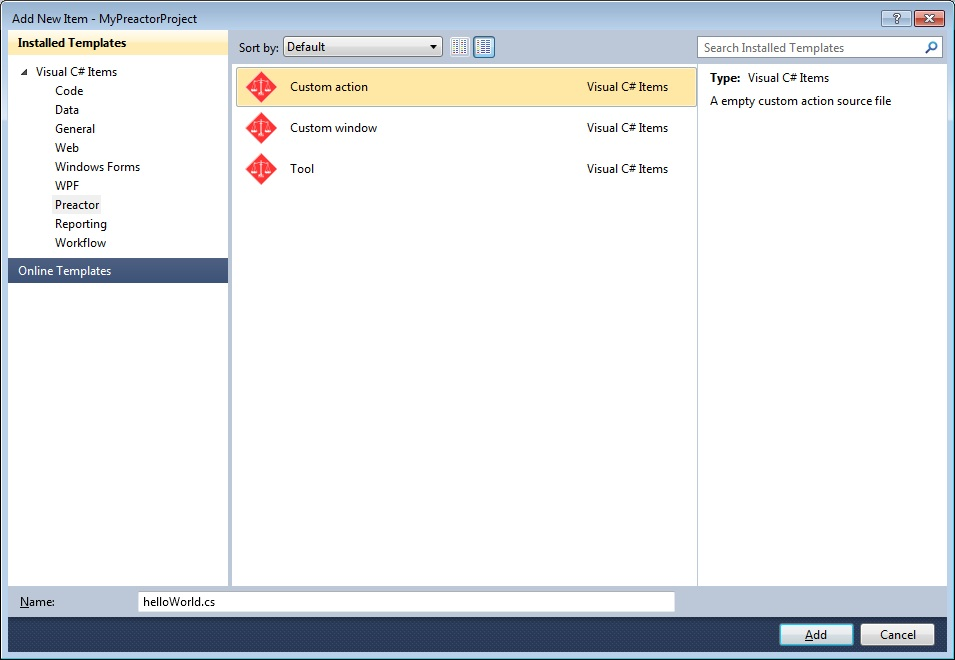 Add New Item - MyPreactorProject
Installed Templates
Visual C# Items
Code
Data
General
Web
Windows Forms
WPF
Preactor
Reporting
Workflow
Online Templates
Sort by: Default
Custom action Visual C# Items
Custom window Visual C# Items
Tool Visual C# Items
Search Installed Templates
Type: Visual C# Items
A empty custom action source file
Name: helloWorld.cs
Add Cancel